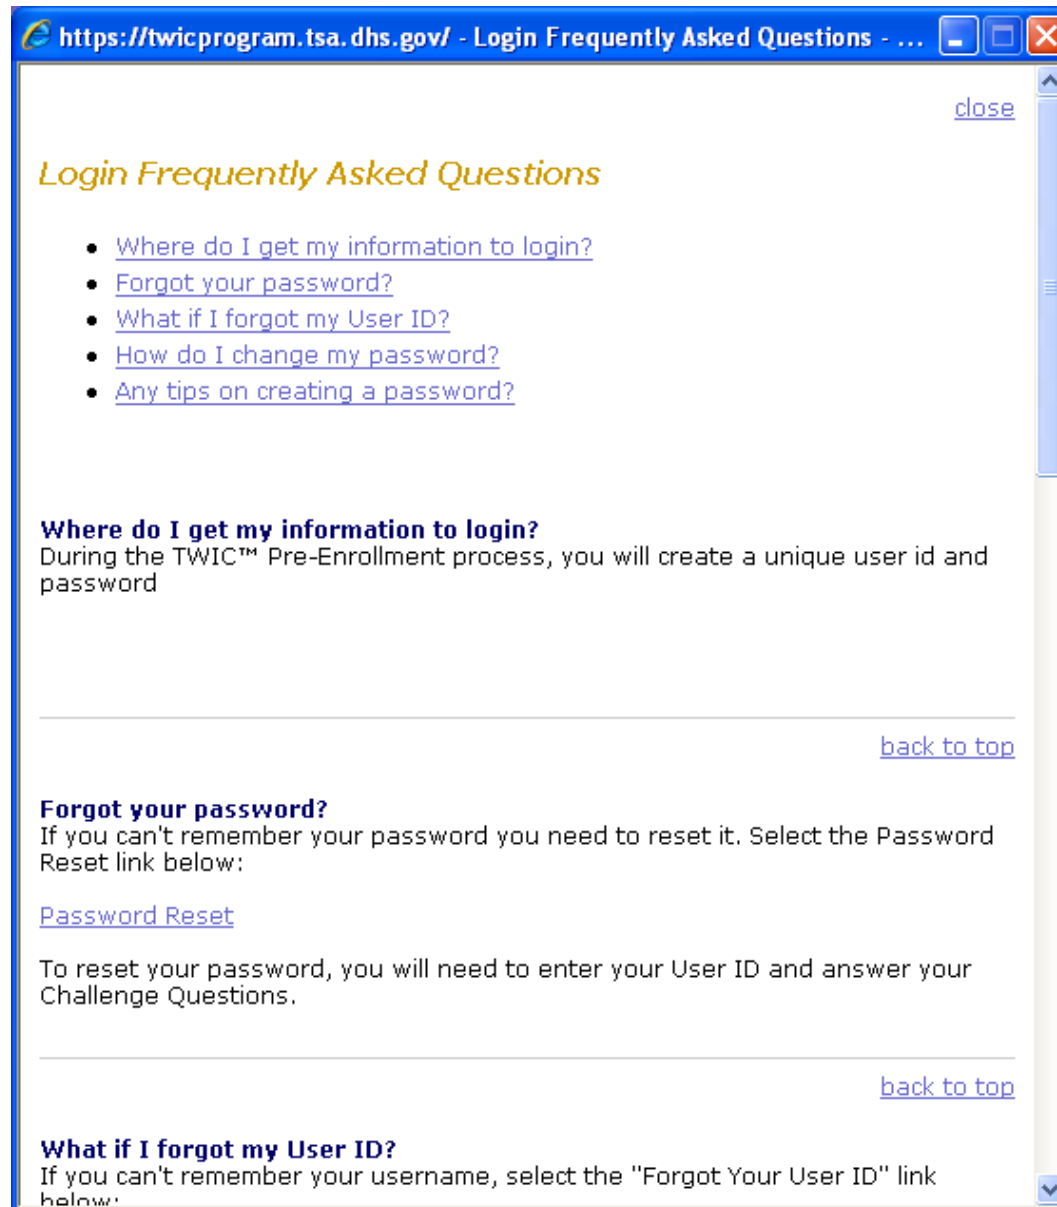 https://twicprogram.tsa.dhs.gov/ - Login Frequently Asked Questions - ...
close
Login Frequently Asked Questions
• Where do I get my information to login?
• Forgot your password?
• What if I forgot my User ID?
• How do I change my password?
• Any tips on creating a password?
Where do I get my information to login?
During the TWIC™ Pre-Enrollment process, you will create a unique user id and
password
back to top
Forgot your password?
If you can't remember your password you need to reset it. Select the Password
Reset link below:
Password Reset
To reset your password, you will need to enter your User ID and answer your
Challenge Questions.
back to top
What if I forgot my User ID?
If you can't remember your username, select the "Forgot Your User ID" link
below: